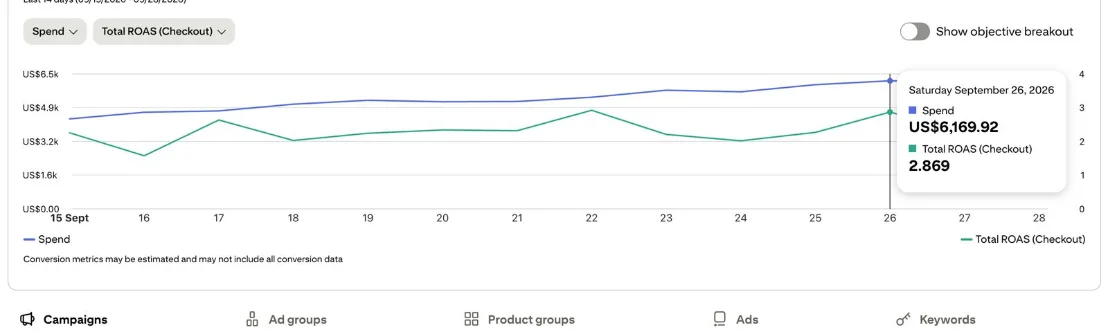 Spend
Total ROAS (Checkout)
Show objective breakout
US$6.5k
US$4.9k
US$3.2k
US$1.6k
US$0.00
4
3
2
1
0
Saturday September 26, 2026
Spend
US$6,169.92
Total ROAS (Checkout)
2.869
15 Sept 16 17 18 19 20 21 22 23 24 25 26 27 28
Spend
Total ROAS (Checkout)
Conversion metrics may be estimated and may not include all conversion data
Campaigns
Ad groups
Product groups
Ads
Keywords